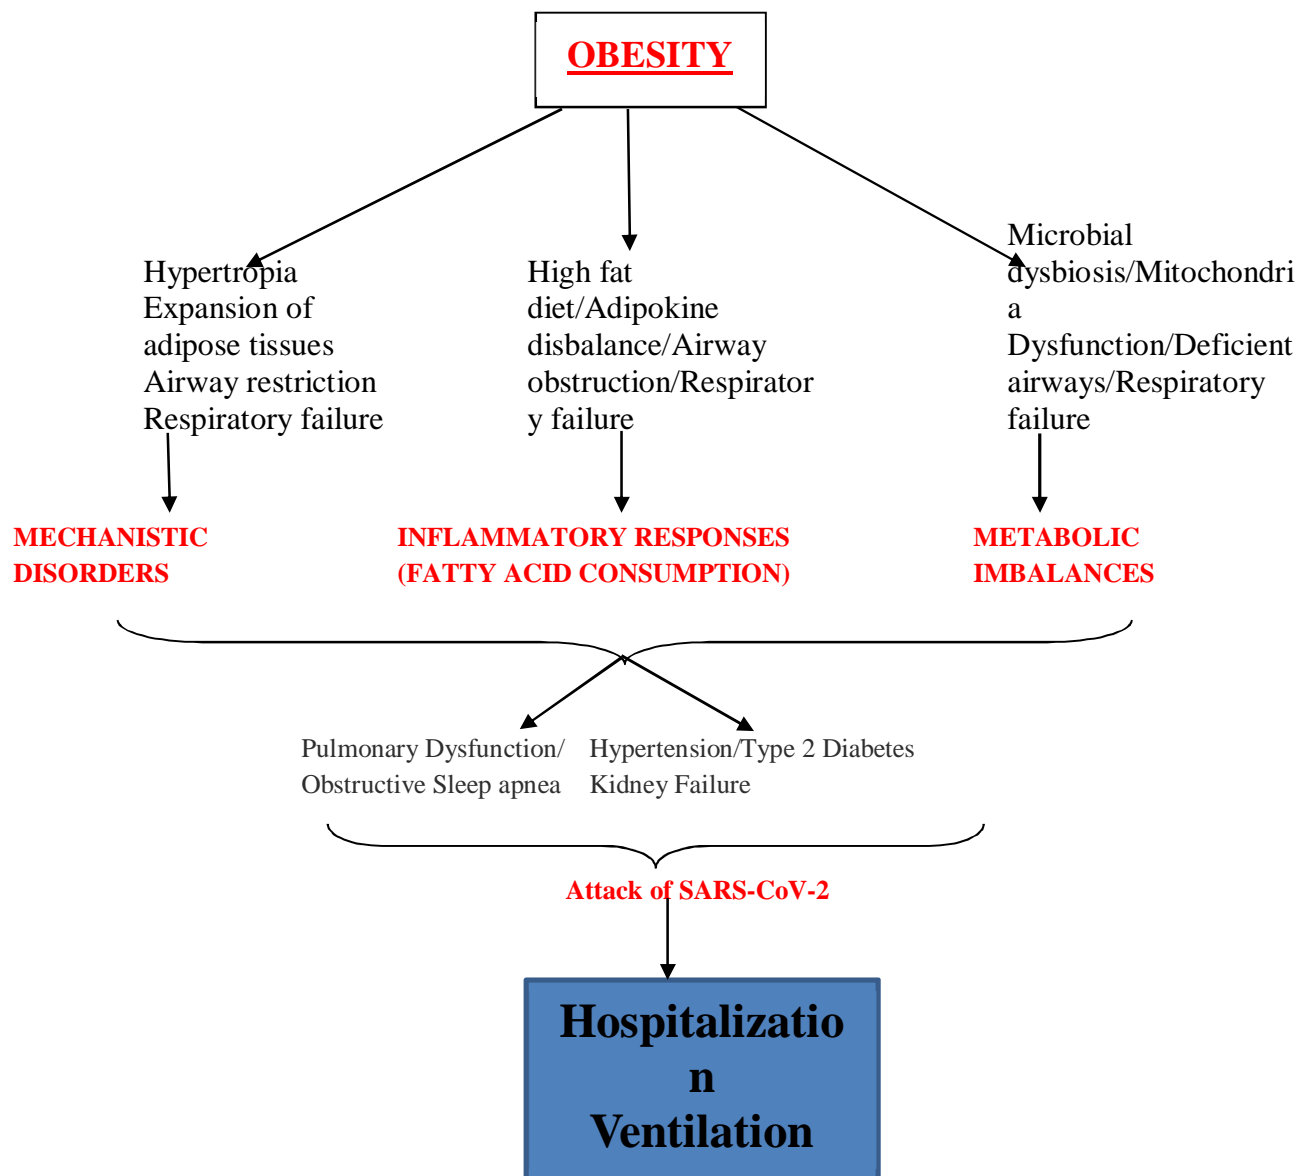 OBESITY
Hypertropia
Expansion of
adipose tissues
Airway restriction
Respiratory failure
High fat
diet/Adipokine
disbalance/Airway
obstruction/Respirator
y failure
Microbial
dysbiosis/Mitochondri
a
Dysfunction/Deficient
airways/Respiratory
failure
MECHANISTIC
DISORDERS
INFLAMMATORY RESPONSES
(FATTY ACID CONSUMPTION)
METABOLIC
IMBALANCES
Pulmonary Dysfunction/
Obstructive Sleep apnea
Hypertension/Type 2 Diabetes
Kidney Failure
Attack of SARS-CoV-2
Hospitalizatio
n
Ventilation